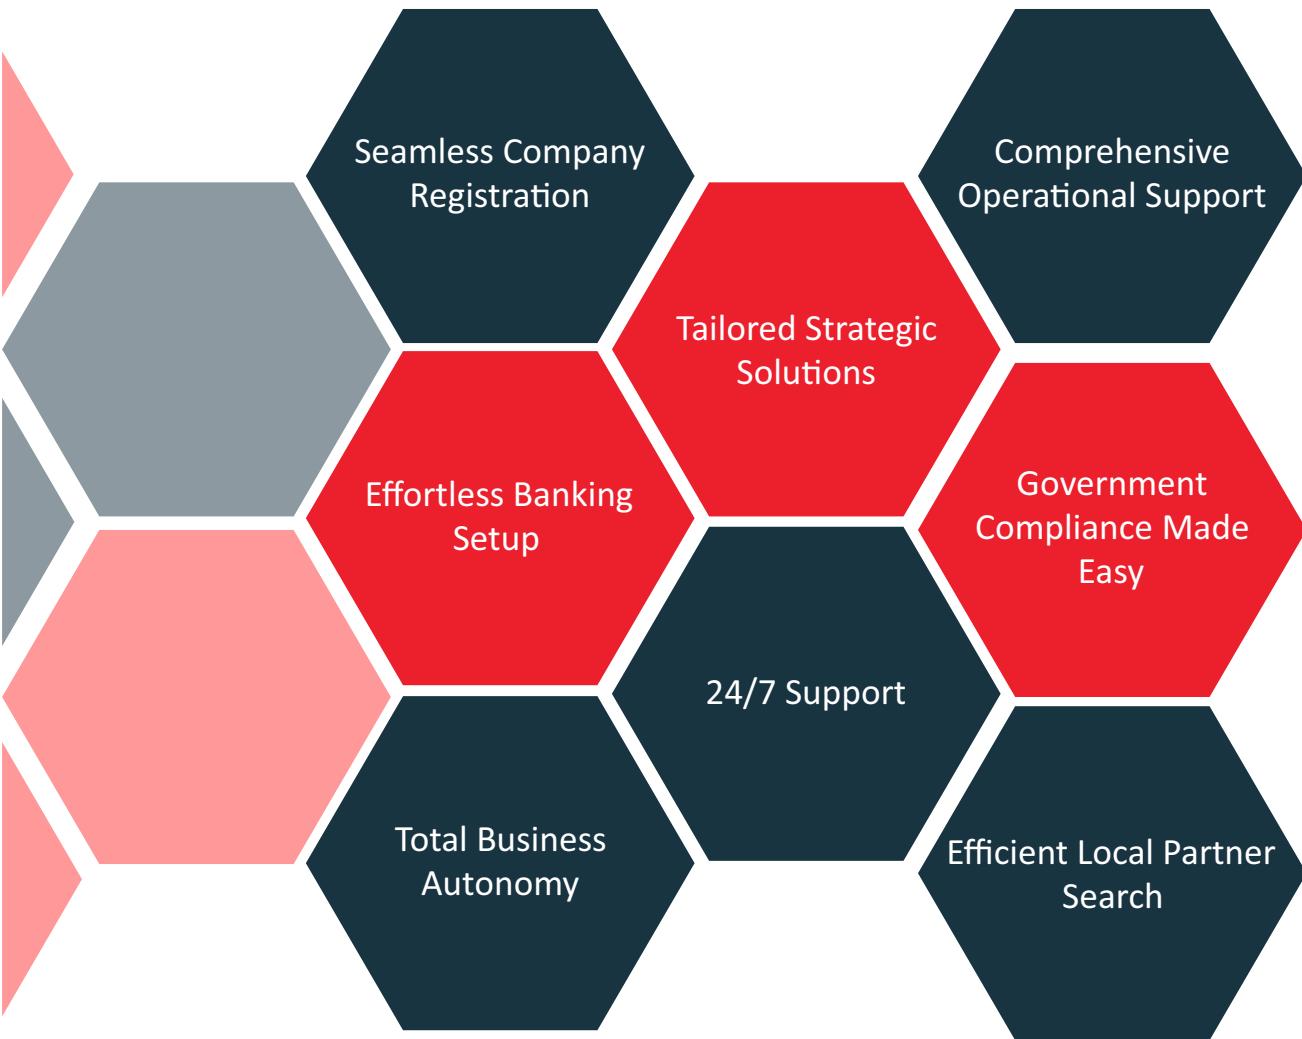 Seamless Company
Registration
Comprehensive
Operational Support
Tailored Strategic
Solutions
Effortless Banking
Setup
Government
Compliance Made
Easy
24/7 Support
Total Business
Autonomy
Efficient Local Partner
Search